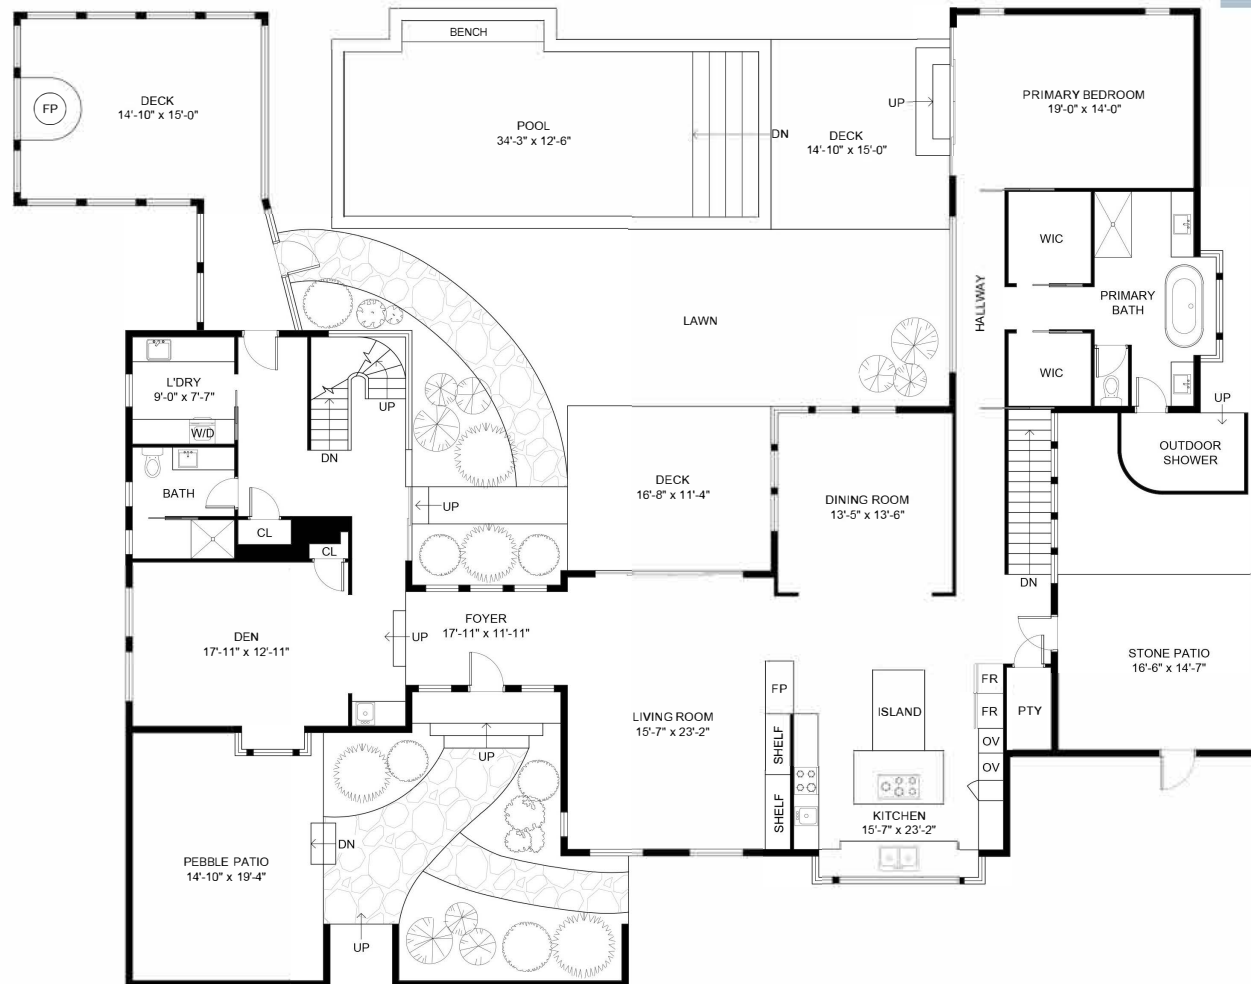 BENCH
DECK
14'-10" x 15'-0"
FP
POOL
34'-3" x 12'-6"
DN
UP
DECK
14'-10" x 15'-0"
PRIMARY BEDROOM
19'-0" x 14'-0"
WIC
HALLWAY
PRIMARY
BATH
LAWN
WIC
UP
L'DRY
9'-0" x 7'-7"
W/D
UP
DN
OUTDOOR
SHOWER
BATH
DECK
16'-8" x 11'-4"
DINING ROOM
13'-5" x 13'-6"
UP
CL
CL
DN
FOYER
17'-11" x 11'-11"
DEN
17'-11" x 12'-11"
UP
STONE PATIO
16'-6" x 14'-7"
FP
FR
FR
PTY
ISLAND
LIVING ROOM
15'-7" x 23'-2"
SHELF
SHELF
OV
OV
UP
KITCHEN
15'-7" x 23'-2"
DN
PEBBLE PATIO
14'-10" x 19'-4"
UP